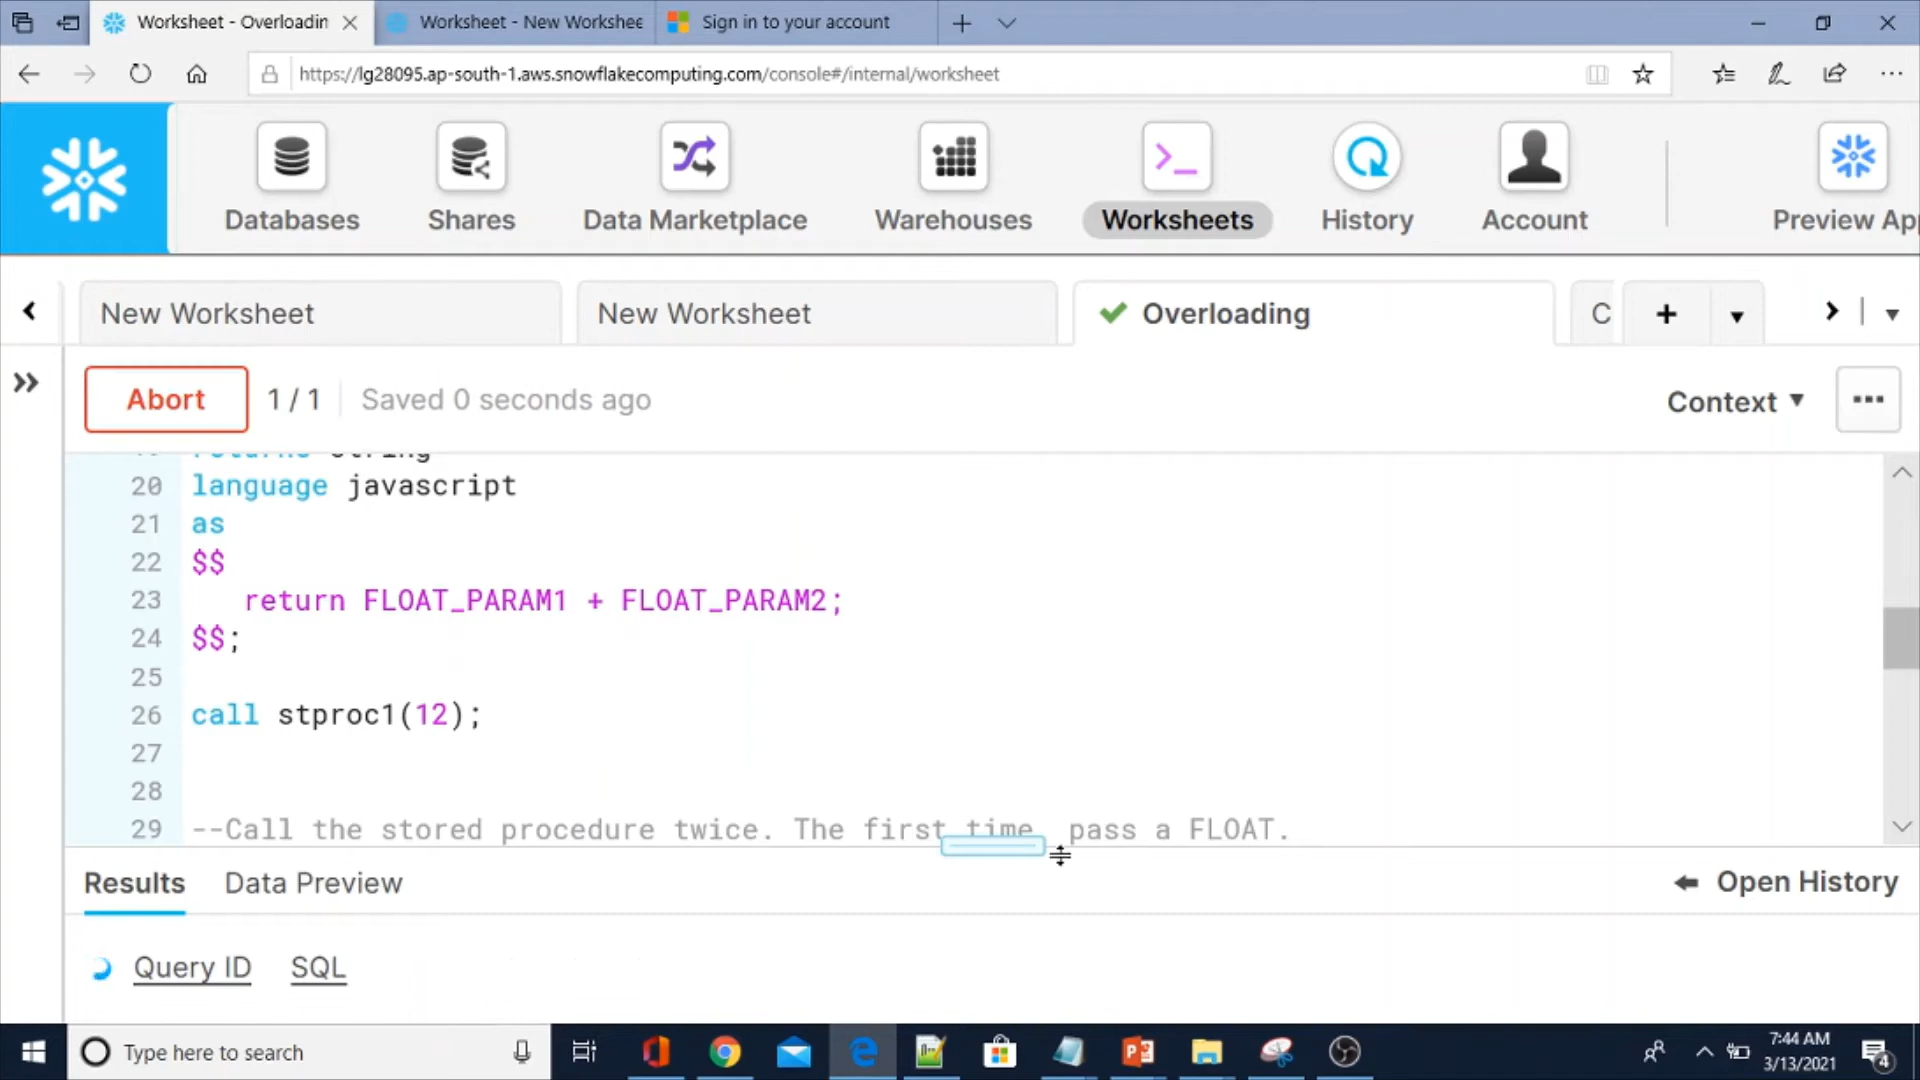 Worksheet - Overloadin
Worksheet - New Workshee
Sign in to your account
https://lg28095.ap-south-1.aws.snowflakecomputing.com/console#/internal/worksheet
Databases
Shares
Data Marketplace
Warehouses
Worksheets
History
Account
Preview Ap
New Worksheet
New Worksheet
Overloading
C
Abort
1 / 1
Saved 0 seconds ago
Context
returns string
20 language javascript
21 as
22 $$
23 return FLOAT_PARAM1 + FLOAT_PARAM2;
24 $$;
25
26 call stproc1(12);
27
28
29 --Call the stored procedure twice. The first time pass a FLOAT.
Results
Data Preview
Open History
Query ID
SQL
Type here to search
7:44 AM
3/13/2021
4